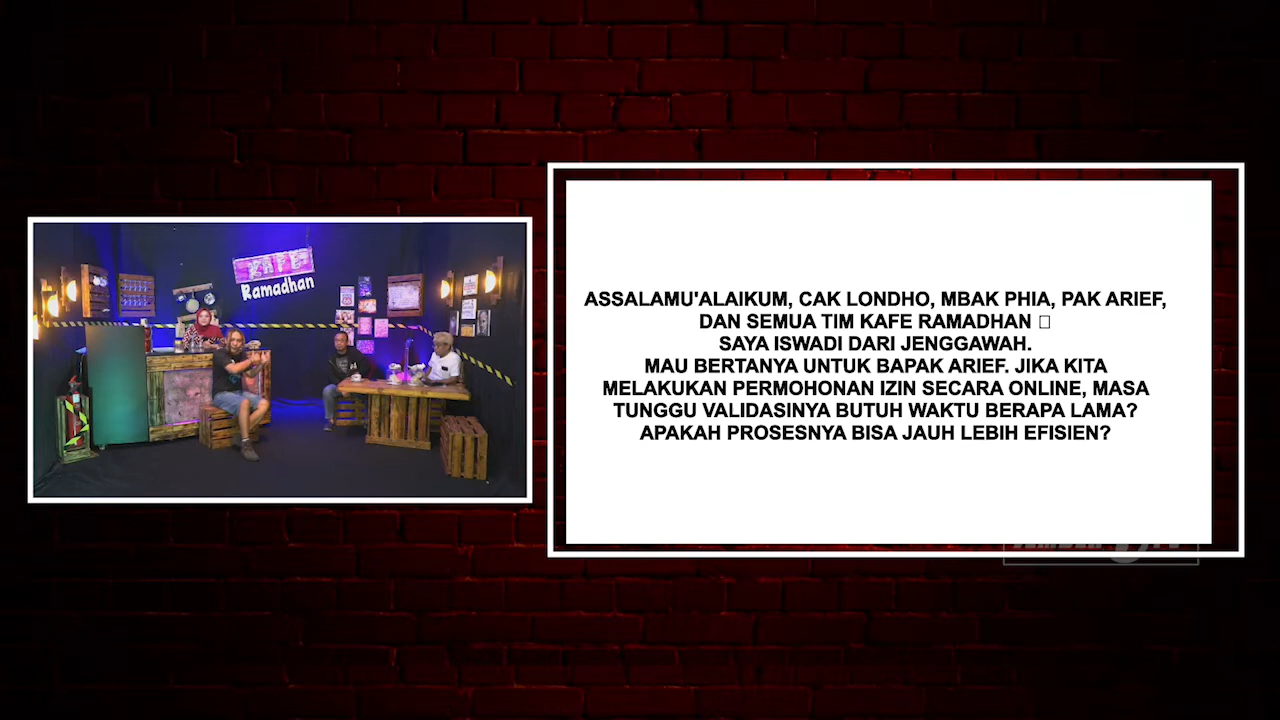 KAFE
Ramadhan
ASSALAMU'ALAIKUM, CAK LONDHO, MBAK PHIA, PAK ARIEF,
DAN SEMUA TIM KAFE RAMADHAN
SAYA ISWADI DARI JENGGAWAH.
MAU BERTANYA UNTUK BAPAK ARIEF. JIKA KITA
MELAKUKAN PERMOHONAN IZIN SECARA ONLINE, MASA
TUNGGU VALIDASINYA BUTUH WAKTU BERAPA LAMA?
APAKAH PROSESNYA BISA JAUH LEBIH EFISIEN?